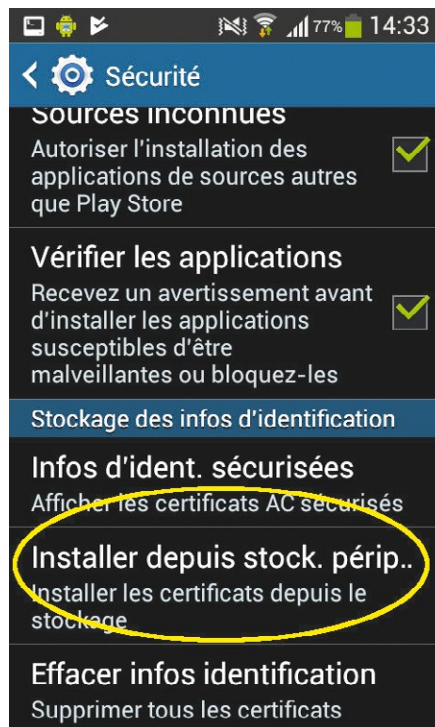 77% 14:33
Sécurité
Sources inconnues
Autoriser l'installation des
applications de sources autres
que Play Store
Vérifier les applications
Recevez un avertissement avant
d'installer les applications
susceptibles d'être
malveillantes ou bloquez-les
Stockage des infos d'identification
Infos d'ident. sécurisées
Afficher les certificats AC sécurisés
Installer depuis stock. périp..
Installer les certificats depuis le
stockage
Effacer infos identification
Supprimer tous les certificats